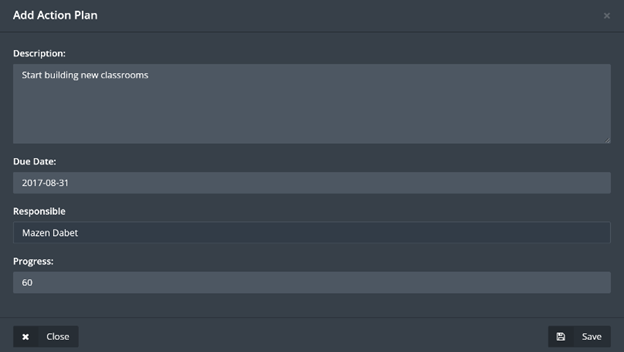 Add Action Plan
Description:
Start building new classrooms
Due Date:
2017-08-31
Responsible
Mazen Dabet
Progress:
60
Close
Save